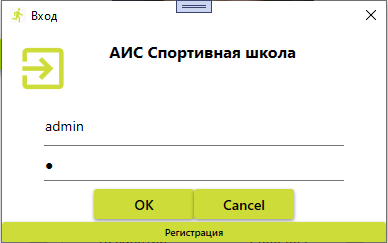 Вход
АИС Спортивная школа
admin
●
OK
Cancel
Регистрация